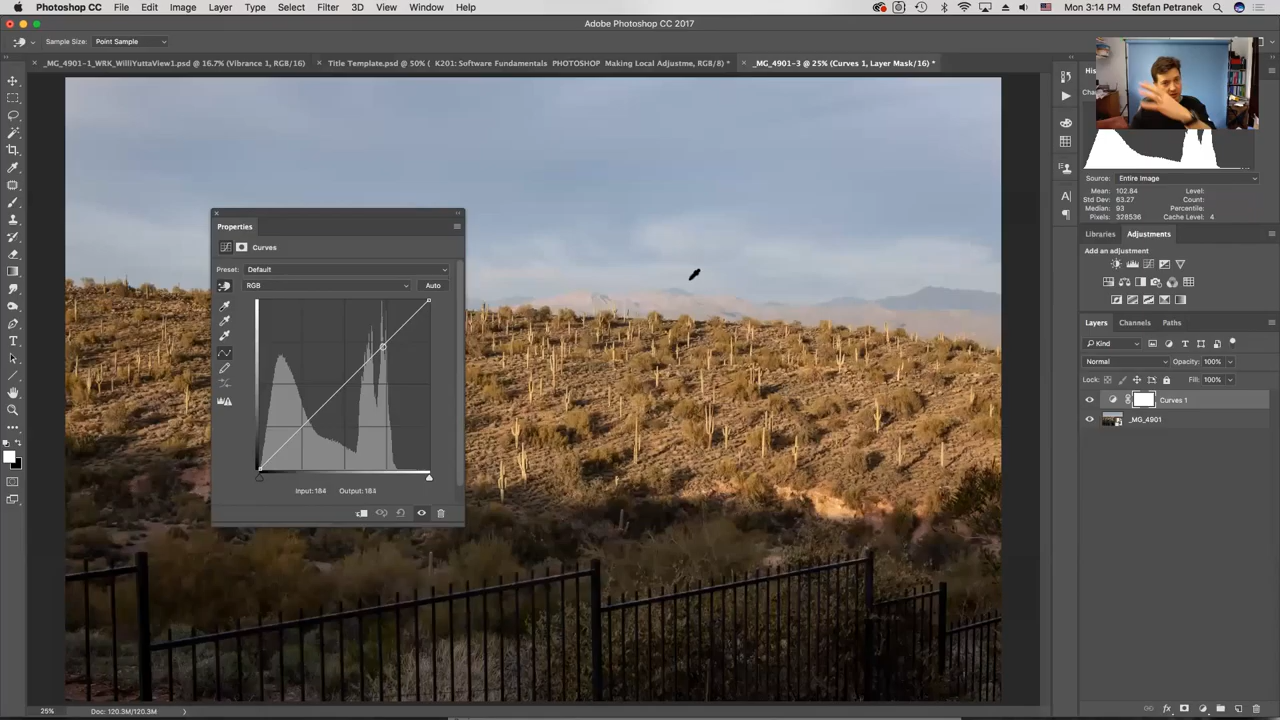 Photoshop CC File Edit Image Layer Type Select Filter 3D View Window Help Mon 3:14 PM Stefan Petranek
Adobe Photoshop CC 2017
Sample Size: Point Sample
_MG_4901-1_WRK_WilliYuttaView1.psd @ 16.7% (Vibrance 1, RGB/16) Title Template.psd @ 50% ( K201: Software Fundamentals PHOTOSHOP Making Local Adjustme, RGB/8) * _MG_4901-3 @ 25% (Curves 1, Layer Mask/16) *
Source: Entire Image
Mean: 102.84 Level:
Std Dev: 63.27 Count:
Median: 93 Percentile:
Pixels: 328536 Cache Level: 4
Properties
Curves
Preset: Default
RGB Auto
Input: 184 Output: 184
Libraries Adjustments
Add an adjustment
Layers Channels Paths
Kind
Normal Opacity: 100%
Lock: Fill: 100%
Curves 1
_MG_4901
25% Doc: 120.3M/120.3M